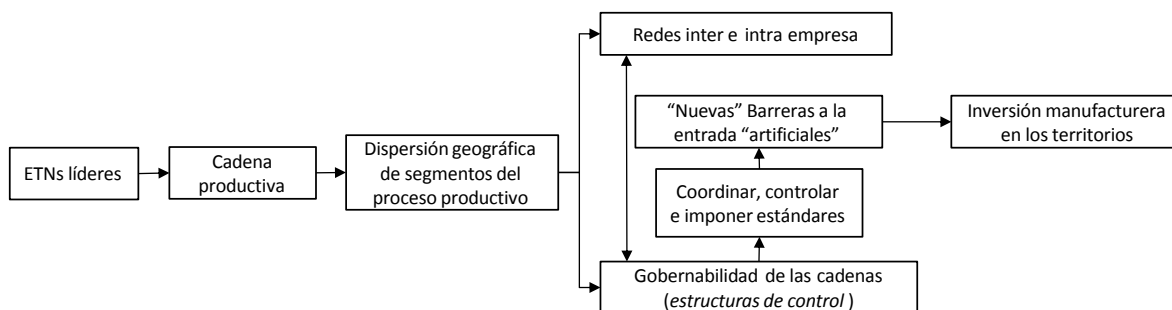 ETNs líderes
Cadena
productiva
Dispersión geográfica
de segmentos del
proceso productivo
Redes inter e intra empresa
"Nuevas" Barreras a la
entrada "artificiales"
Inversión manufacturera
en los territorios
Coordinar, controlar
e imponer estándares
Gobernabilidad de las cadenas
(estructuras de control )